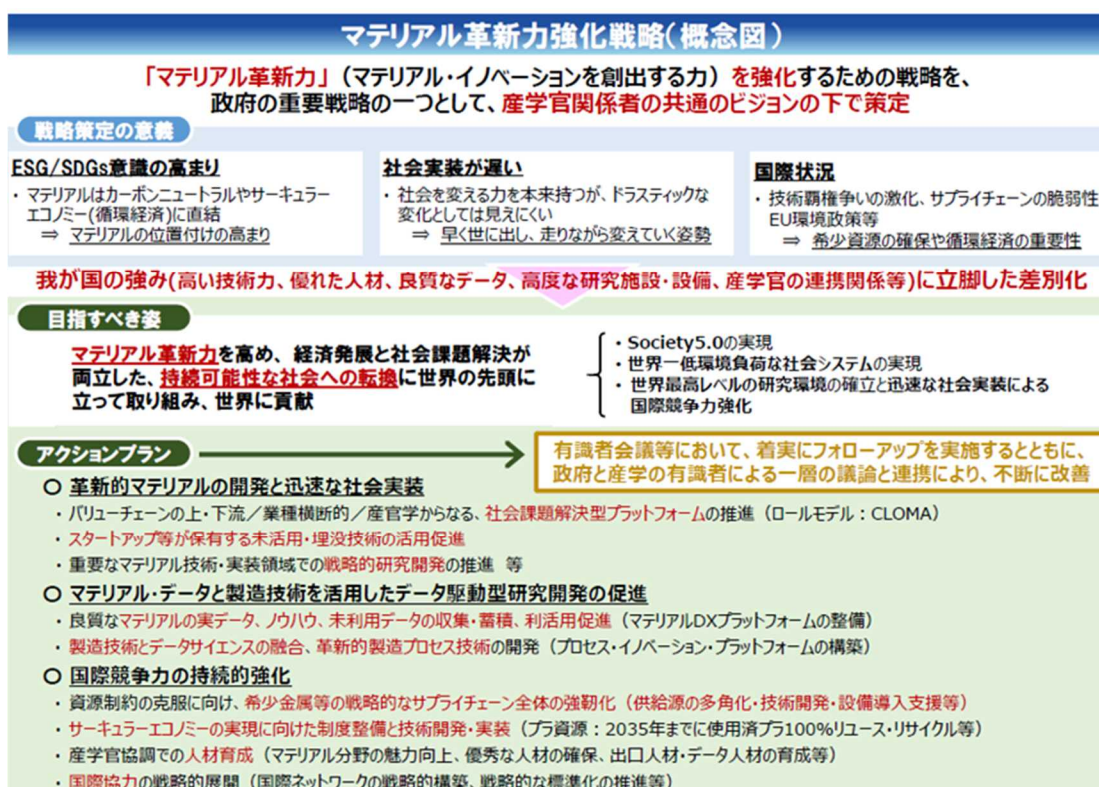 マテリアル革新力強化戦略(概念図)
「マテリアル革新力」（マテリアル・イノベーションを創出する力）を強化するための戦略を、
政府の重要戦略の一つとして、産学官関係者の共通のビジョンの下で策定
戦略策定の意義
ESG/SDGs意識の高まり
・ マテリアルはカーボンニュートラルやサーキュラー
エコノミー(循環経済)に直結
⇒ マテリアルの位置付けの高まり
社会実装が遅い
・ 社会を変える力を本来持つが、ドラスティックな
変化としては見えにくい
⇒ 早く世に出し、走りながら変えていく姿勢
国際状況
・ 技術覇権争いの激化、サプライチェーンの脆弱性
EU環境政策等
⇒ 希少資源の確保や循環経済の重要性
我が国の強み(高い技術力、優れた人材、良質なデータ、高度な研究施設・設備、産学官の連携関係等)に立脚した差別化
目指すべき姿
マテリアル革新力を高め、経済発展と社会課題解決が
両立した、持続可能性な社会への転換に世界の先頭に
立って取り組み、世界に貢献
・ Society5.0の実現
・ 世界一低環境負荷な社会システムの実現
・ 世界最高レベルの研究環境の確立と迅速な社会実装による
国際競争力強化
アクションプラン
有識者会議等において、着実にフォローアップを実施するとともに、
政府と産学の有識者による一層の議論と連携により、不断に改善
○ 革新的マテリアルの開発と迅速な社会実装
・ バリューチェーンの上・下流／業種横断的／産官学からなる、社会課題解決型プラットフォームの推進（ロールモデル：CLOMA）
・ スタートアップ等が保有する未活用・埋没技術の活用促進
・ 重要なマテリアル技術・実装領域での戦略的研究開発の推進 等
○ マテリアル・データと製造技術を活用したデータ駆動型研究開発の促進
・ 良質なマテリアルの実データ、ノウハウ、未利用データの収集・蓄積、利活用促進（マテリアルDXプラットフォームの整備）
・ 製造技術とデータサイエンスの融合、革新的製造プロセス技術の開発（プロセス・イノベーション・プラットフォームの構築）
○ 国際競争力の持続的強化
・ 資源制約の克服に向け、希少金属等の戦略的なサプライチェーン全体の強靭化（供給源の多角化・技術開発・設備導入支援等）
・ サーキュラーエコノミーの実現に向けた制度整備と技術開発・実装（プラ資源：2035年までに使用済プラ100%リユース・リサイクル等）
・ 産学官協調での人材育成（マテリアル分野の魅力向上、優秀な人材の確保、出口人材・データ人材の育成等）
・ 国際協力の戦略的展開（国際ネットワークの戦略的構築、戦略的な標準化の推進等）